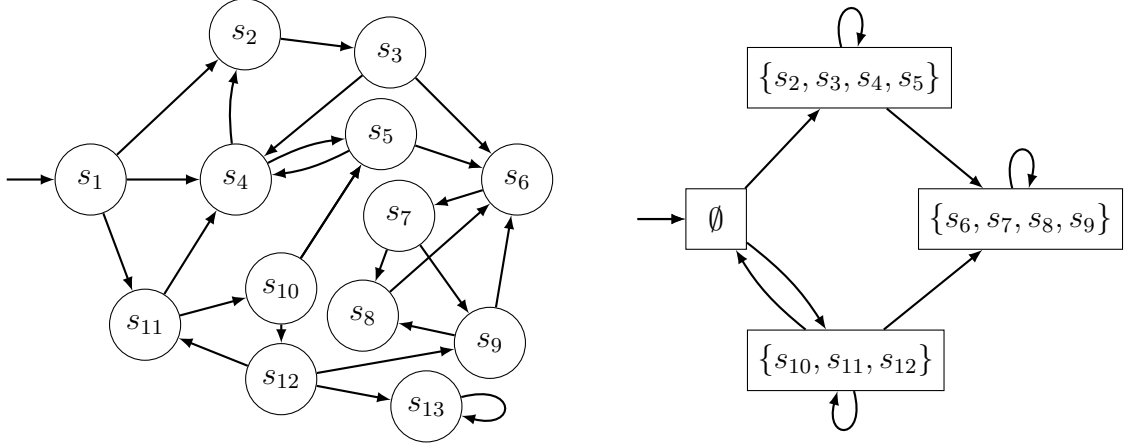 s₂
s₃
s₅
s₁
s₄
s₆
s₇
s₁₀
s₈
s₁₁
s₉
s₁₂
s₁₃
{s₂, s₃, s₄, s₅}
∅
{s₆, s₇, s₈, s₉}
{s₁₀, s₁₁, s₁₂}